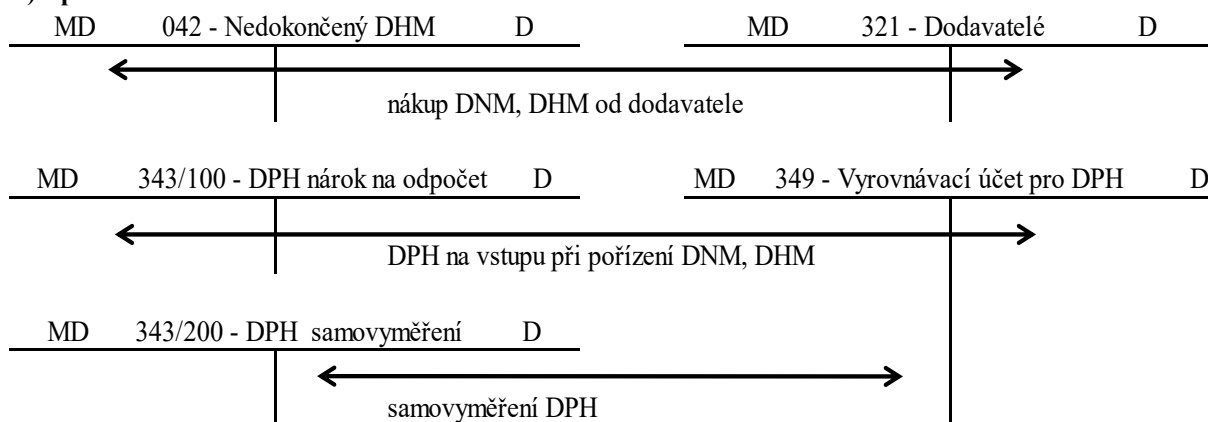 MD 042 - Nedokončený DHM D MD 321 - Dodavatelé D
nákup DNM, DHM od dodavatele
MD 343/100 - DPH nárok na odpočet D MD 349 - Vyrovnávací účet pro DPH D
DPH na vstupu při pořízení DNM, DHM
MD 343/200 - DPH samovyměření D
samovyměření DPH